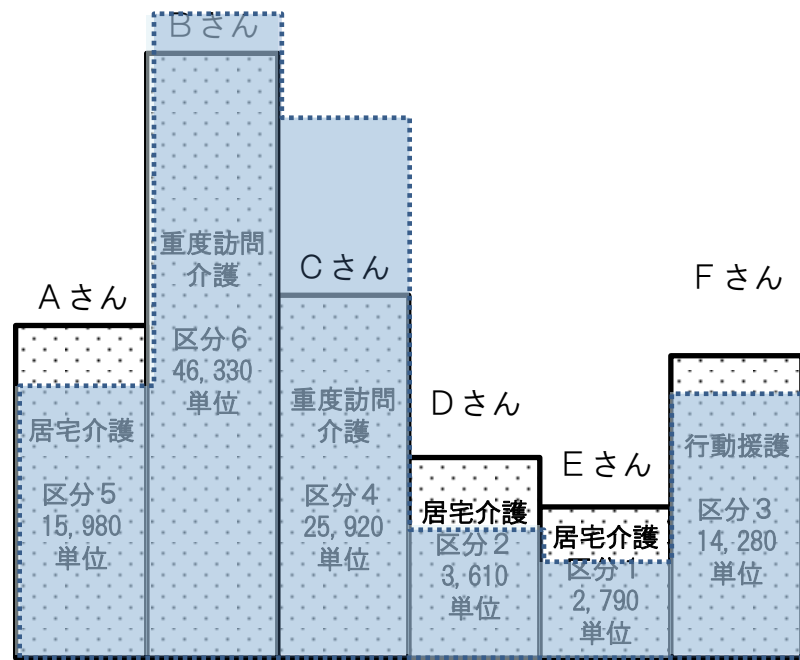 Aさん
居宅介護
区分5
15,980
単位
Bさん
重度訪問
介護
区分6
46,330
単位
Cさん
重度訪問
介護
区分4
25,920
単位
Dさん
居宅介護
区分2
3,610
単位
Eさん
居宅介護
区分1
2,790
単位
Fさん
行動援護
区分3
14,280
単位